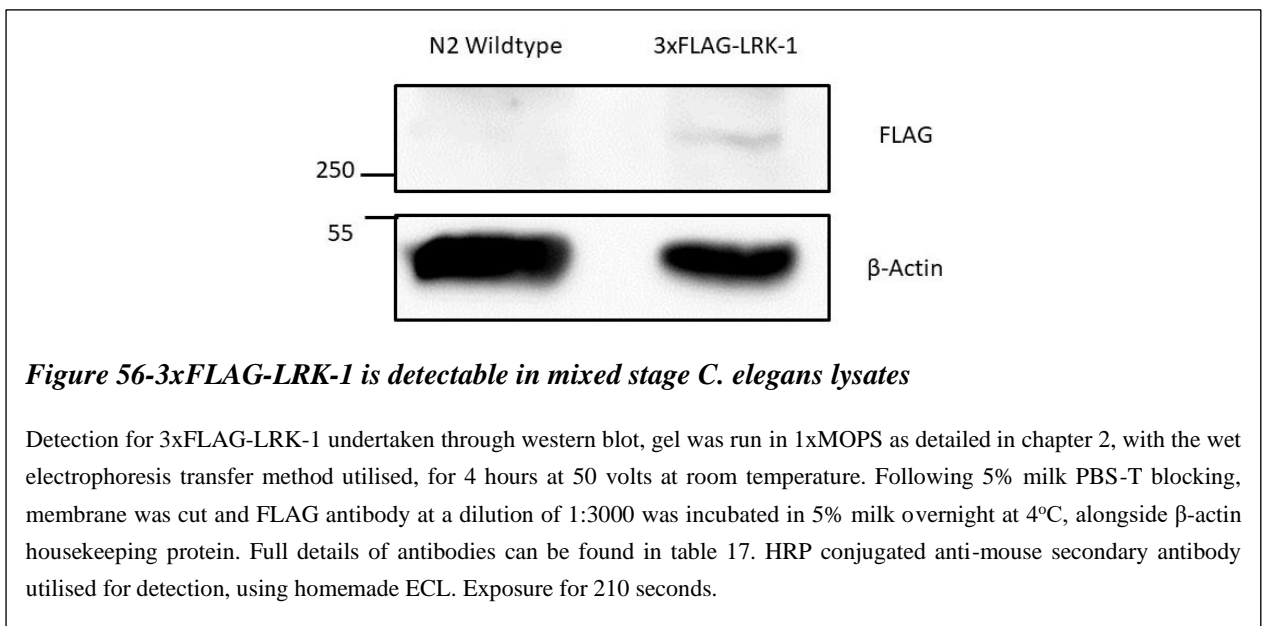 N2 Wildtype 3xFLAG-LRK-1
FLAG
250
55
β-Actin
Figure 56-3xFLAG-LRK-1 is detectable in mixed stage C. elegans lysates
Detection for 3xFLAG-LRK-1 undertaken through western blot, gel was run in 1xMOPS as detailed in chapter 2, with the wet
electrophoresis transfer method utilised, for 4 hours at 50 volts at room temperature. Following 5% milk PBS-T blocking,
membrane was cut and FLAG antibody at a dilution of 1:3000 was incubated in 5% milk overnight at 4ºC, alongside β-actin
housekeeping protein. Full details of antibodies can be found in table 17. HRP conjugated anti-mouse secondary antibody
utilised for detection, using homemade ECL. Exposure for 210 seconds.